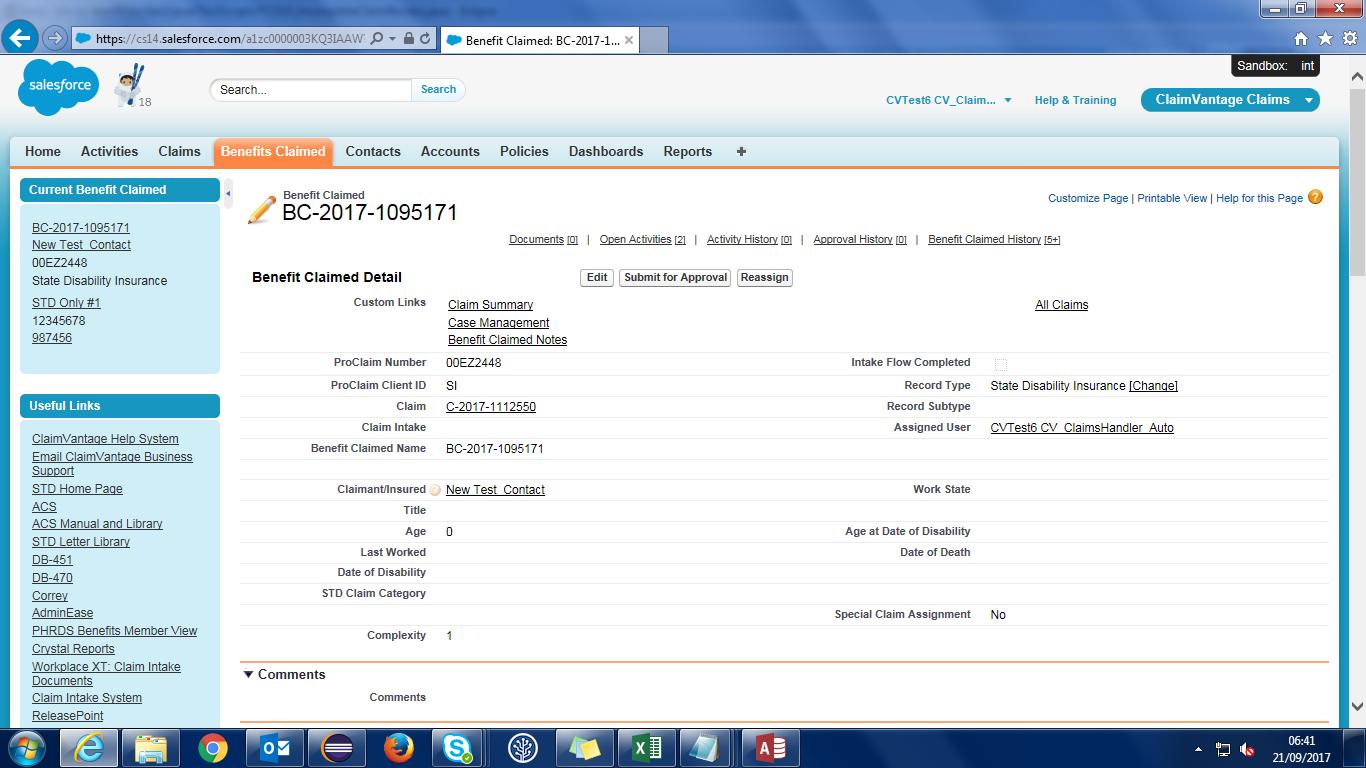 https://cs14.salesforce.com/a1zc0000003KQ3IAAW
Benefit Claimed: BC-2017-1...
Sandbox: int
salesforce
18
Search...
Search
CVTest6 CV_Claim...
Help & Training
ClaimVantage Claims
Home
Activities
Claims
Benefits Claimed
Contacts
Accounts
Policies
Dashboards
Reports
Current Benefit Claimed
BC-2017-1095171
New Test_Contact
00EZ2448
State Disability Insurance
STD Only #1
12345678
987456
Useful Links
ClaimVantage Help System
Email ClaimVantage Business
Support
STD Home Page
ACS
ACS Manual and Library
STD Letter Library
DB-451
DB-470
Correy
AdminEase
PHRDS Benefits Member View
Crystal Reports
Workplace XT: Claim Intake
Documents
Claim Intake System
ReleasePoint
Benefit Claimed
BC-2017-1095171
Customize Page | Printable View | Help for this Page
Documents [0] | Open Activities [2] | Activity History [0] | Approval History [0] | Benefit Claimed History [5+]
Benefit Claimed Detail
Edit
Submit for Approval
Reassign
Custom Links
Claim Summary
All Claims
Case Management
Benefit Claimed Notes
ProClaim Number 00EZ2448
Intake Flow Completed
ProClaim Client ID SI
Record Type State Disability Insurance [Change]
Claim C-2017-1112550
Record Subtype
Claim Intake
Assigned User CVTest6 CV_ClaimsHandler_Auto
Benefit Claimed Name BC-2017-1095171
Claimant/Insured New Test_Contact
Work State
Title
Age 0
Age at Date of Disability
Last Worked
Date of Death
Date of Disability
STD Claim Category
Special Claim Assignment No
Complexity 1
Comments
Comments
06:41
21/09/2017